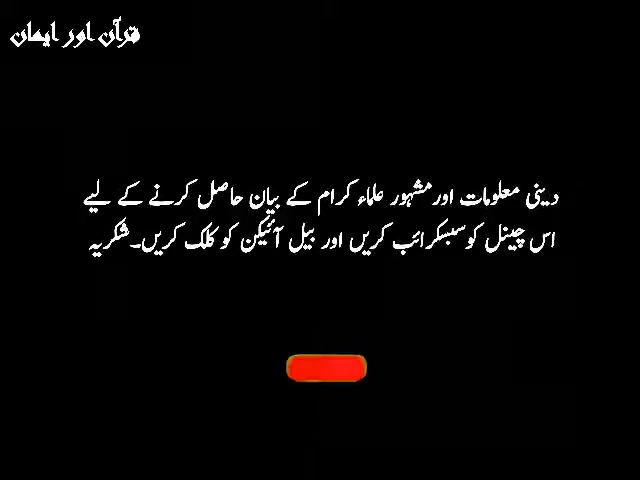 قرآن اور ایمان
دینی معلومات اور مشہور علماء کرام کے بیان حاصل کرنے کے لیے
اس چینل کو سبسکرائب کریں اور بیل آئیکن کو کلک کریں۔شکریہ